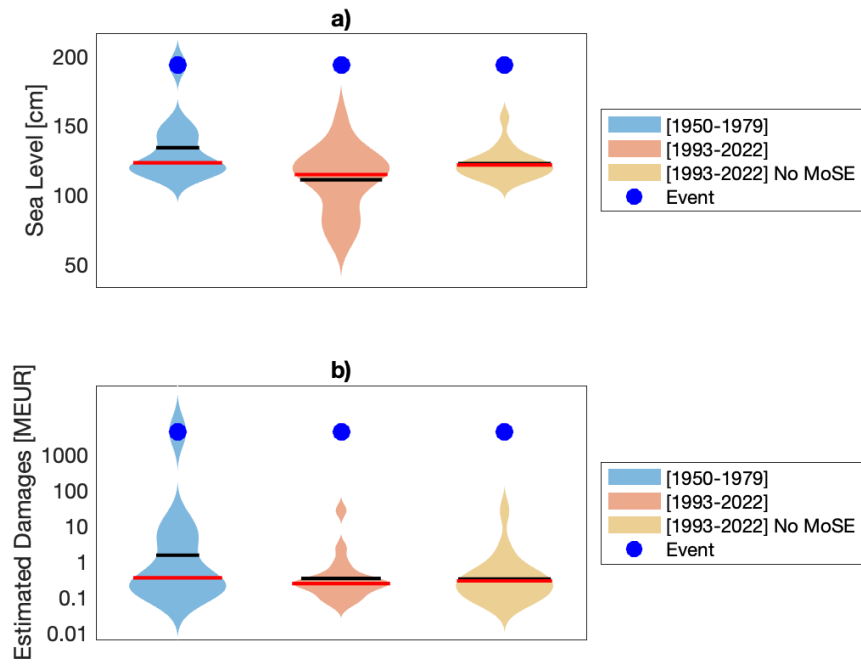 a)
Sea Level [cm]
200
150
100
50
[1950-1979]
[1993-2022]
[1993-2022] No MoSE
Event
b)
Estimated Damages [MEUR]
1000
100
10
1
0.1
0.01
[1950-1979]
[1993-2022]
[1993-2022] No MoSE
Event